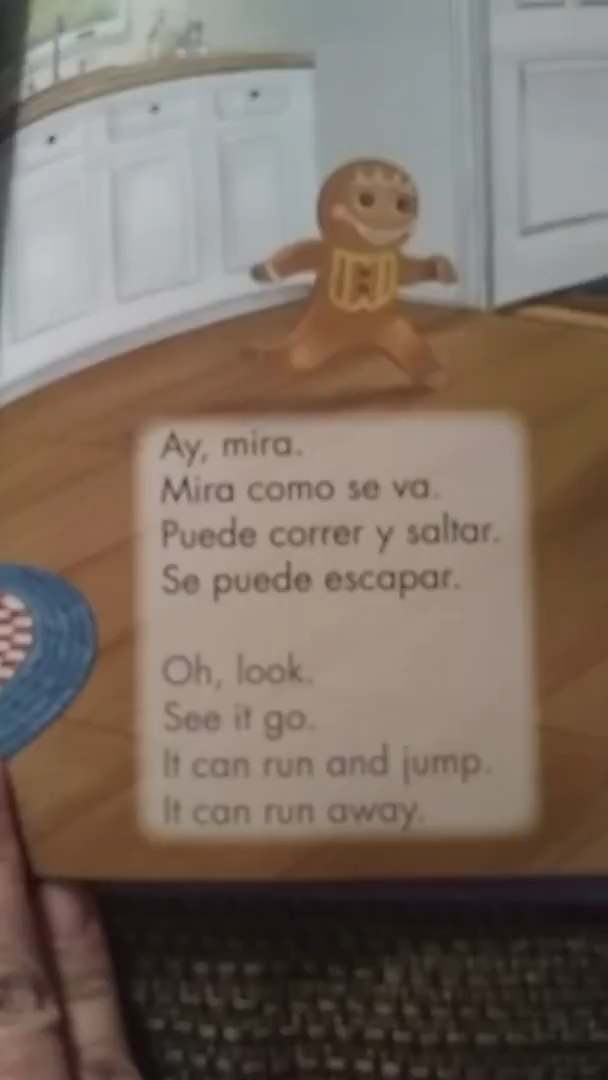 Ay, mira.
Mira como se va.
Puede correr y saltar.
Se puede escapar.
Oh, look.
See it go.
It can run and jump.
It can run away.